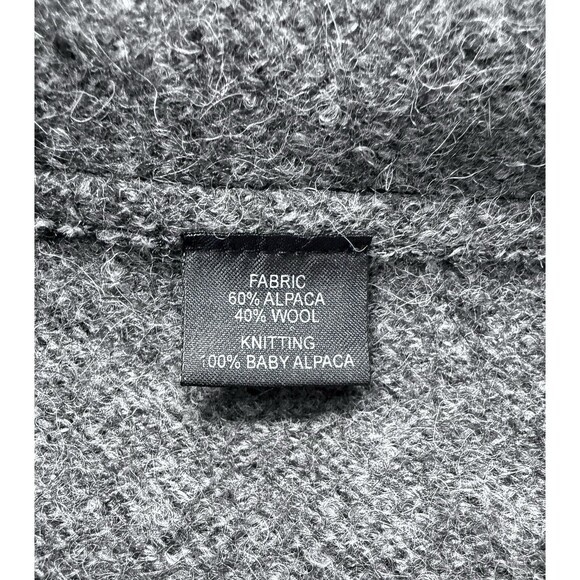 FABRIC
60% ALPACA
40% WOOL
KNITTING
100% BABY ALPACA